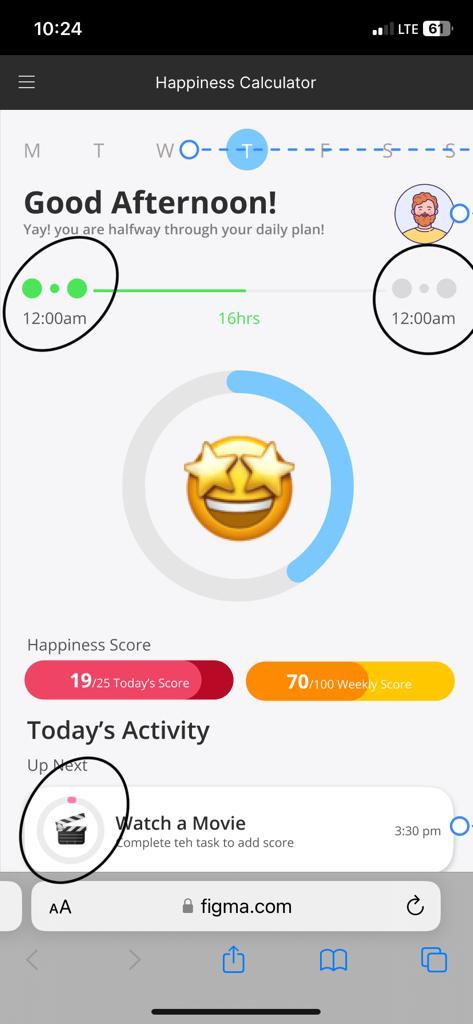 10:24
LTE 61
Happiness Calculator
M T W T F S S
Good Afternoon!
Yay! you are halfway through your daily plan!
12:00am 16hrs 12:00am
Happiness Score
19/25 Today's Score 70/100 Weekly Score
Today's Activity
Up Next
Watch a Movie
Complete teh task to add score
3:30 pm
AA figma.com